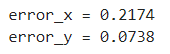 error_x = 0.2174
error_y = 0.0738